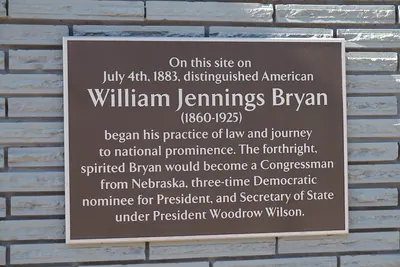 On this site on
July 4th, 1883, distinguished American
William Jennings Bryan
(1860-1925)
began his practice of law and journey
to national prominence. The forthright,
spirited Bryan would become a Congressman
from Nebraska, three-time Democratic
nominee for President, and Secretary of State
under President Woodrow Wilson.